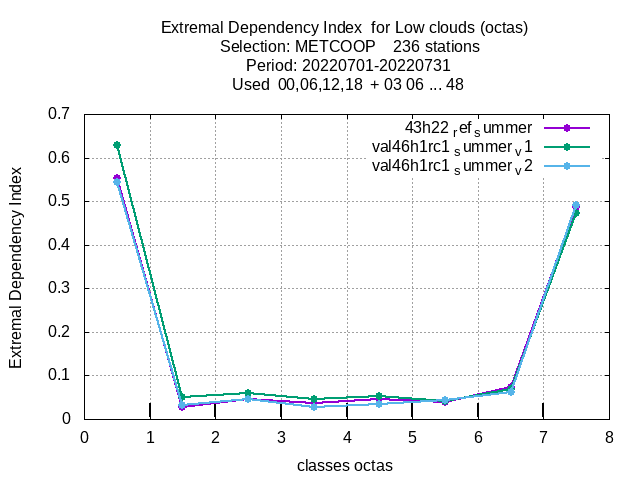 Extremal Dependency Index  for Low clouds (octas)
Selection: METCOOP    236 stations
Period: 20220701-20220731
Used  00,06,12,18  + 03 06 ... 48
43h22 ref summer
val46h1rc1 summer v1
val46h1rc1 summer v2
Extremal Dependency Index
0.7
0.6
0.5
0.4
0.3
0.2
0.1
0
0 1 2 3 4 5 6 7 8
classes octas